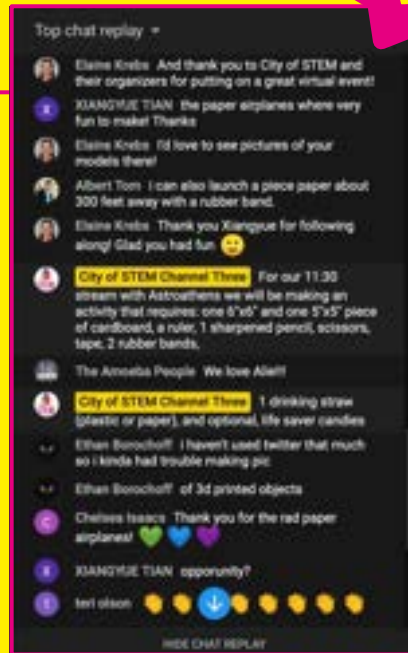 Top chat replay
Elaine Krebs And thank you to City of STEM and
their organizers for putting on a great virtual event!
XIANGYUE TIAN the paper airplanes where very
fun to make! Thanks
Elaine Krebs I'd love to see pictures of your
models there!
Albert Tom I can also launch a piece paper about
300 feet away with a rubber band.
Elaine Krebs Thank you Xiangyue for following
along! Glad you had fun
City of STEM Channel Three For our 11:30
stream with Astroathens we will be making an
activity that requires: one 6"x6" and one 5"x5" piece
of cardboard, a ruler, 1 sharpened pencil, scissors,
tape, 2 rubber bands,
The Amoeba People We love
City of STEM Channel Three 1 drinking straw
(plastic or paper), and optional, life saver candies
Ethan Borochoff i haven't used twitter that much
so i kinda had trouble making pic
Ethan Borochoff of 3d printed objects
Chelsea Isaacs Thank you for the rad paper
airplanes!
XIANGYUE TIAN opporunity?
teri olson
HIDE CHAT REPLAY